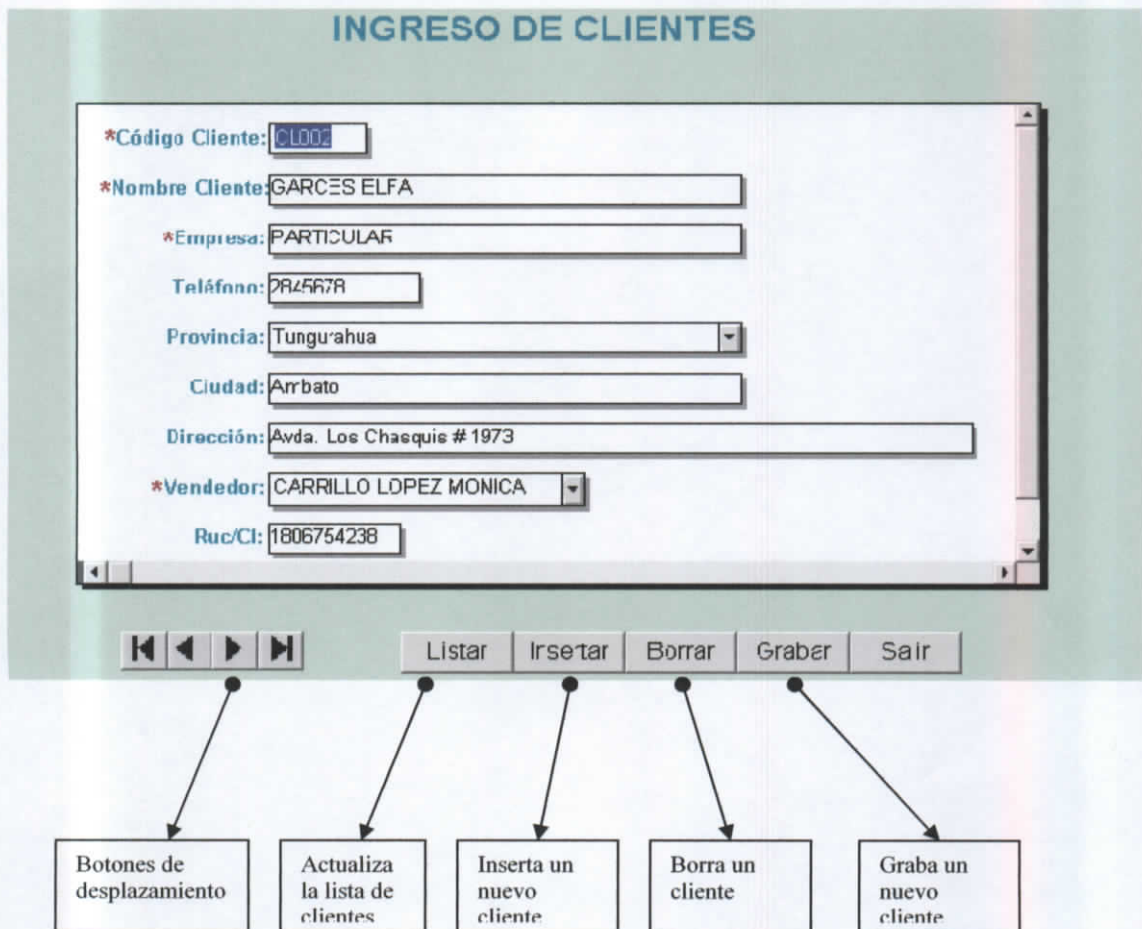 INGRESO DE CLIENTES
*Código Cliente: CL002
*Nombre Cliente: GARCES ELFA
*Empresa: PARTICULAR
Teléfono: 2845678
Provincia: Tungurahua
Ciudad: Ambato
Dirección: Avda. Los Chasquis # 1973
*Vendedor: CARRILLO LOPEZ MONICA
Ruc/CI: 1806754238
Listar Insertar Borrar Grabar Salir
Botones de
desplazamiento
Actualiza
la lista de
clientes
Inserta un
nuevo
cliente
Borra un
cliente
Graba un
nuevo
cliente